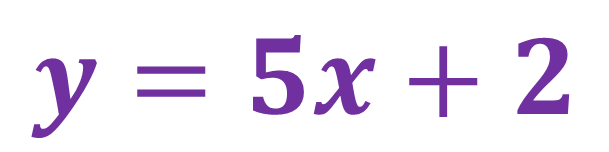 y = 5x + 2